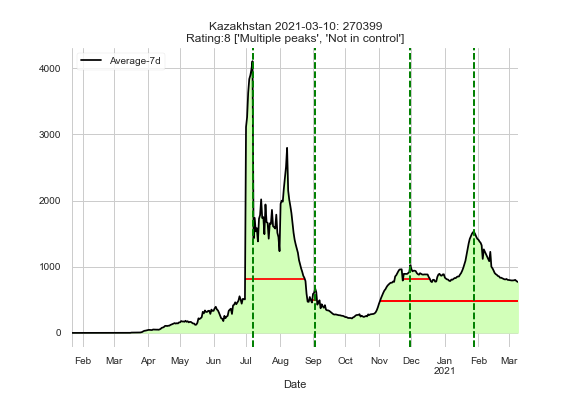 Kazakhstan 2021-03-10: 270399
Rating:8 ['Multiple peaks', 'Not in control']
Average-7d
4000
3000
2000
1000
0
Feb Mar Apr May Jun Jul Aug Sep Oct Nov Dec Jan Feb Mar
2021
Date